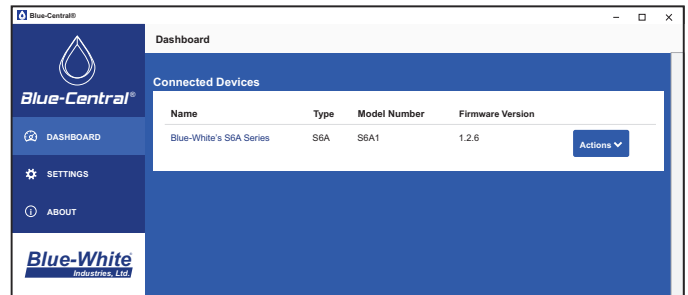 Blue-Central®
Dashboard
Blue-Central®
DASHBOARD
SETTINGS
ABOUT
Blue-White
Industries, Ltd.
Connected Devices
Name Type Model Number Firmware Version
Blue-White's S6A Series S6A S6A1 1.2.6 Actions